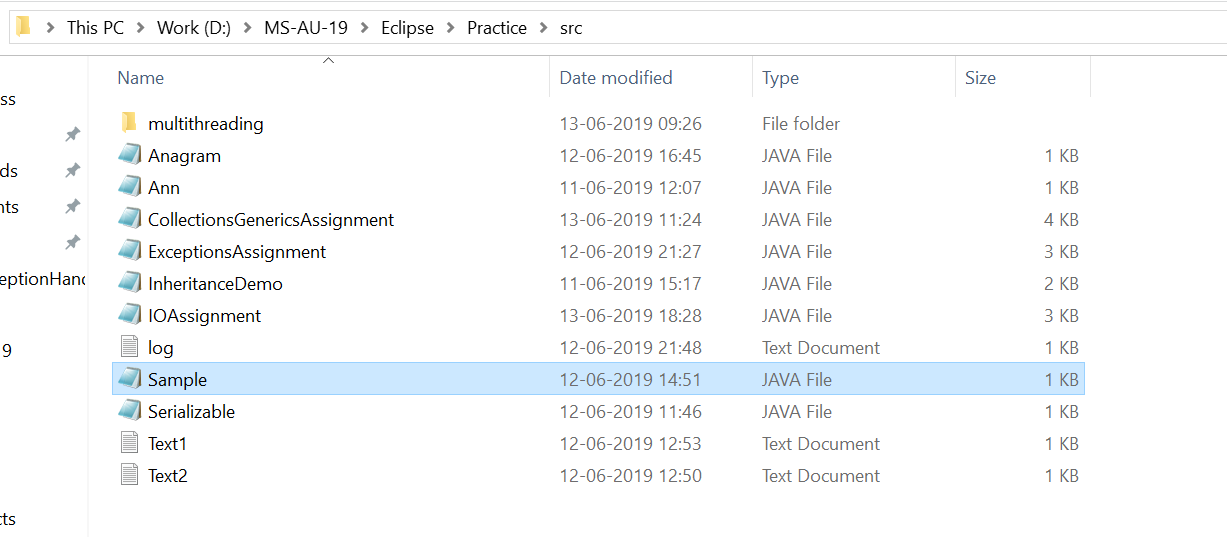 This PC > Work (D:) > MS-AU-19 > Eclipse > Practice > src
Name Date modified Type Size
ss
multithreading 13-06-2019 09:26 File folder
Anagram 12-06-2019 16:45 JAVA File 1 KB
ds
Ann 11-06-2019 12:07 JAVA File 1 KB
nts
CollectionsGenericsAssignment 13-06-2019 11:24 JAVA File 4 KB
ExceptionsAssignment 12-06-2019 21:27 JAVA File 3 KB
eptionHanc
InheritanceDemo 11-06-2019 15:17 JAVA File 2 KB
IOAssignment 13-06-2019 18:28 JAVA File 3 KB
9
log 12-06-2019 21:48 Text Document 1 KB
Sample 12-06-2019 14:51 JAVA File 1 KB
Serializable 12-06-2019 11:46 JAVA File 1 KB
Text1 12-06-2019 12:53 Text Document 1 KB
Text2 12-06-2019 12:50 Text Document 1 KB
cts